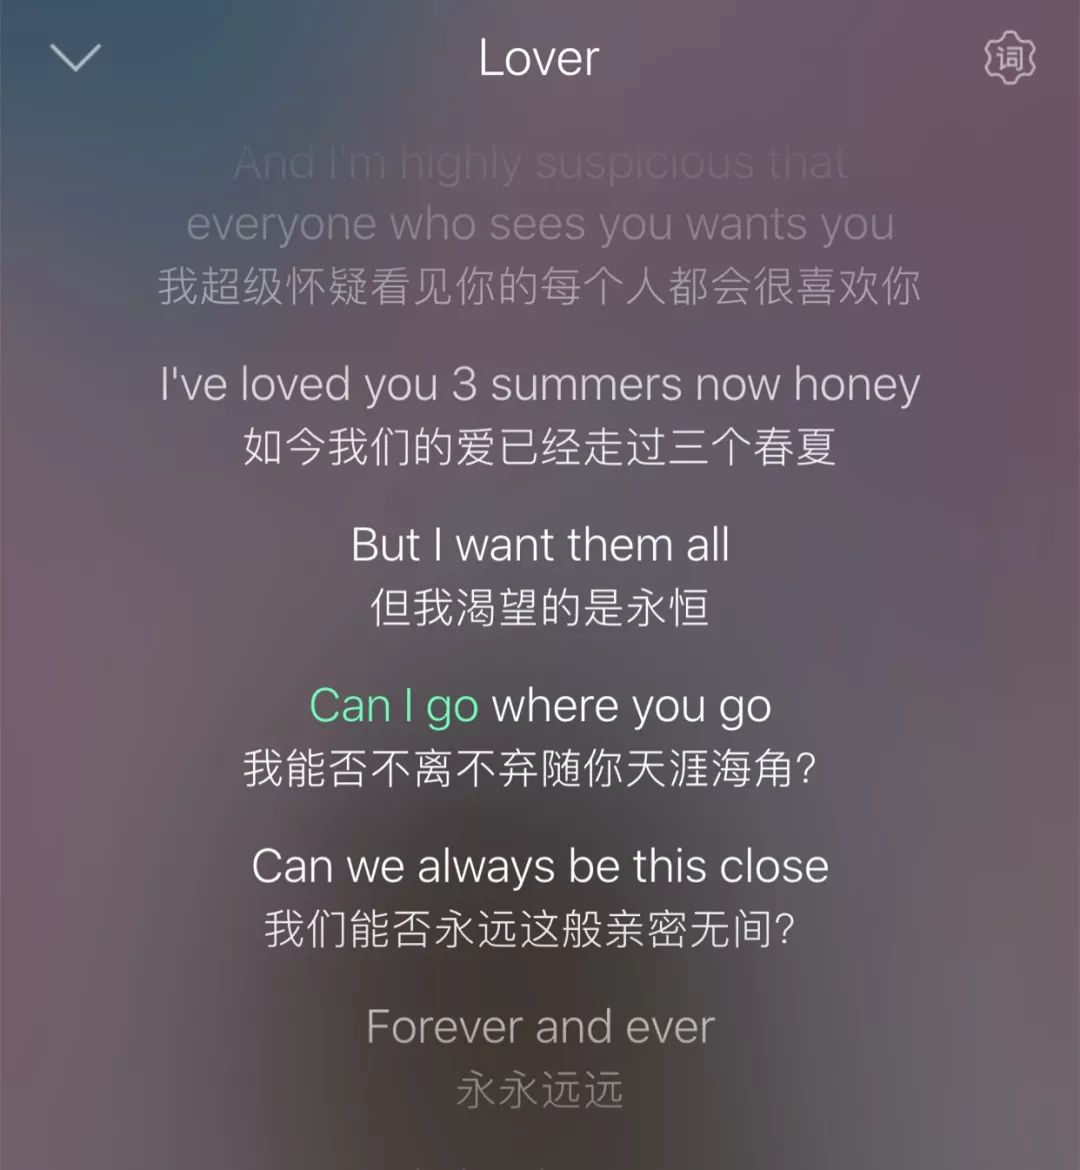 Lover
词
And I'm highly suspicious that
everyone who sees you wants you
我超级怀疑看见你的每个人都会很喜欢你
I've loved you 3 summers now honey
如今我们的爱已经走过三个春夏
But I want them all
但我渴望的是永恒
Can I go where you go
我能否不离不弃随你天涯海角?
Can we always be this close
我们能否永远这般亲密无间?
Forever and ever
永永远远